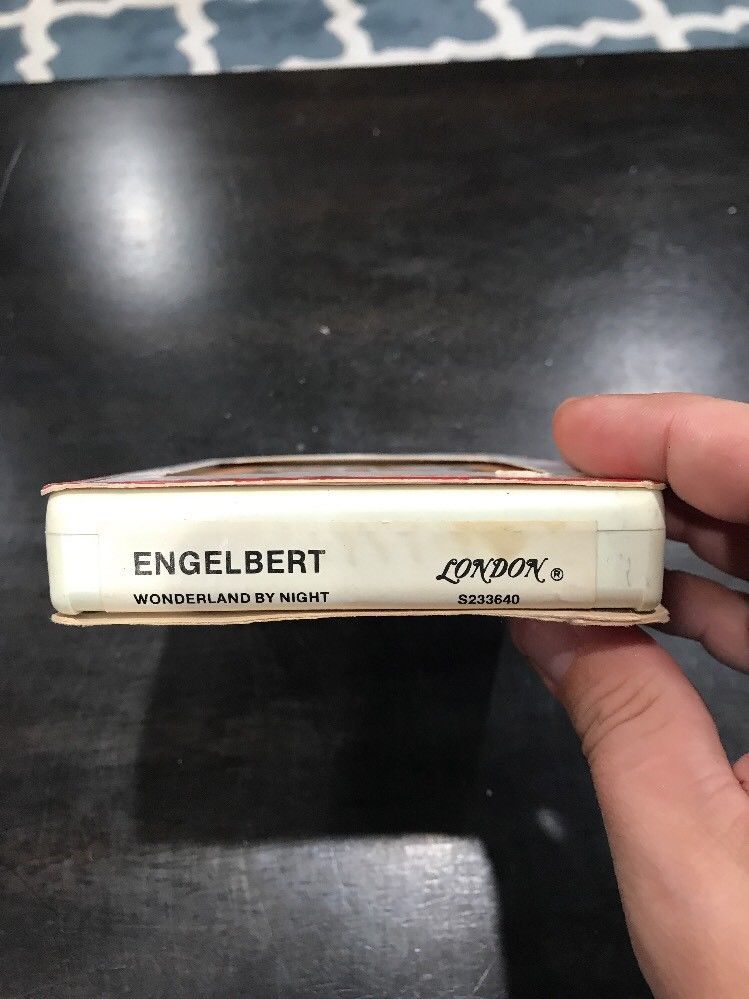 ENGELBERT
WONDERLAND BY NIGHT
LONDON ®
S233640